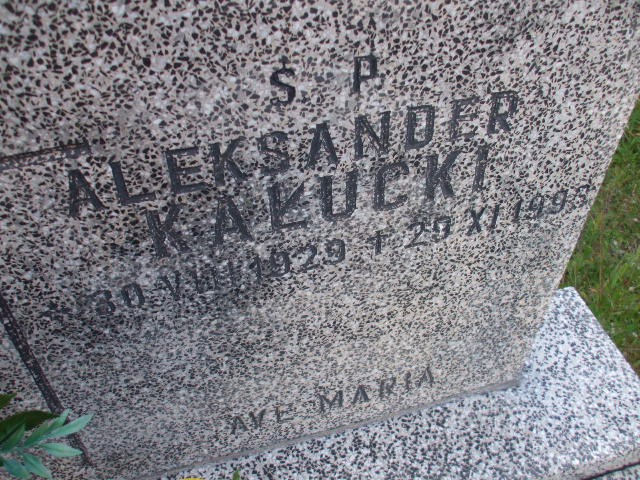 Ś P
ALEKSANDER
KAŁUCKI
* 30 VIII 1929 + 29 XI 1993
AVE MARIA